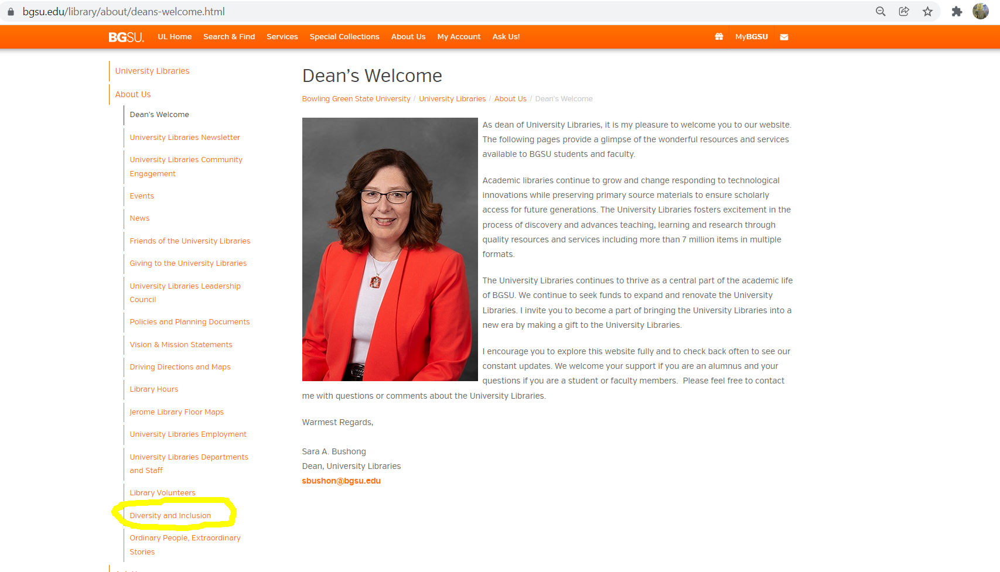 bgsu.edu/library/about/deans-welcome.html
BGSU. UL Home Search & Find Services Special Collections About Us My Account Ask Us! MyBGSU
University Libraries
About Us
Dean's Welcome
University Libraries Newsletter
University Libraries Community
Engagement
Events
News
Friends of the University Libraries
Giving to the University Libraries
University Libraries Leadership
Council
Policies and Planning Documents
Vision & Mission Statements
Driving Directions and Maps
Library Hours
Jerome Library Floor Maps
University Libraries Employment
University Libraries Departments
and Staff
Library Volunteers
Diversity and Inclusion
Ordinary People, Extraordinary
Stories
Dean's Welcome
Bowling Green State University / University Libraries / About Us / Dean's Welcome
As dean of University Libraries, it is my pleasure to welcome you to our website.
The following pages provide a glimpse of the wonderful resources and services
available to BGSU students and faculty.
Academic libraries continue to grow and change responding to technological
innovations while preserving primary source materials to ensure scholarly
access for future generations. The University Libraries fosters excitement in the
process of discovery and advances teaching, learning and research through
quality resources and services including more than 7 million items in multiple
formats.
The University Libraries continues to thrive as a central part of the academic life
of BGSU. We continue to seek funds to expand and renovate the University
Libraries. I invite you to become a part of bringing the University Libraries into a
new era by making a gift to the University Libraries.
I encourage you to explore this website fully and to check back often to see our
constant updates. We welcome your support if you are an alumnus and your
questions if you are a student or faculty members.  Please feel free to contact
me with questions or comments about the University Libraries.
Warmest Regards,
Sara A. Bushong
Dean, University Libraries
sbushon@bgsu.edu